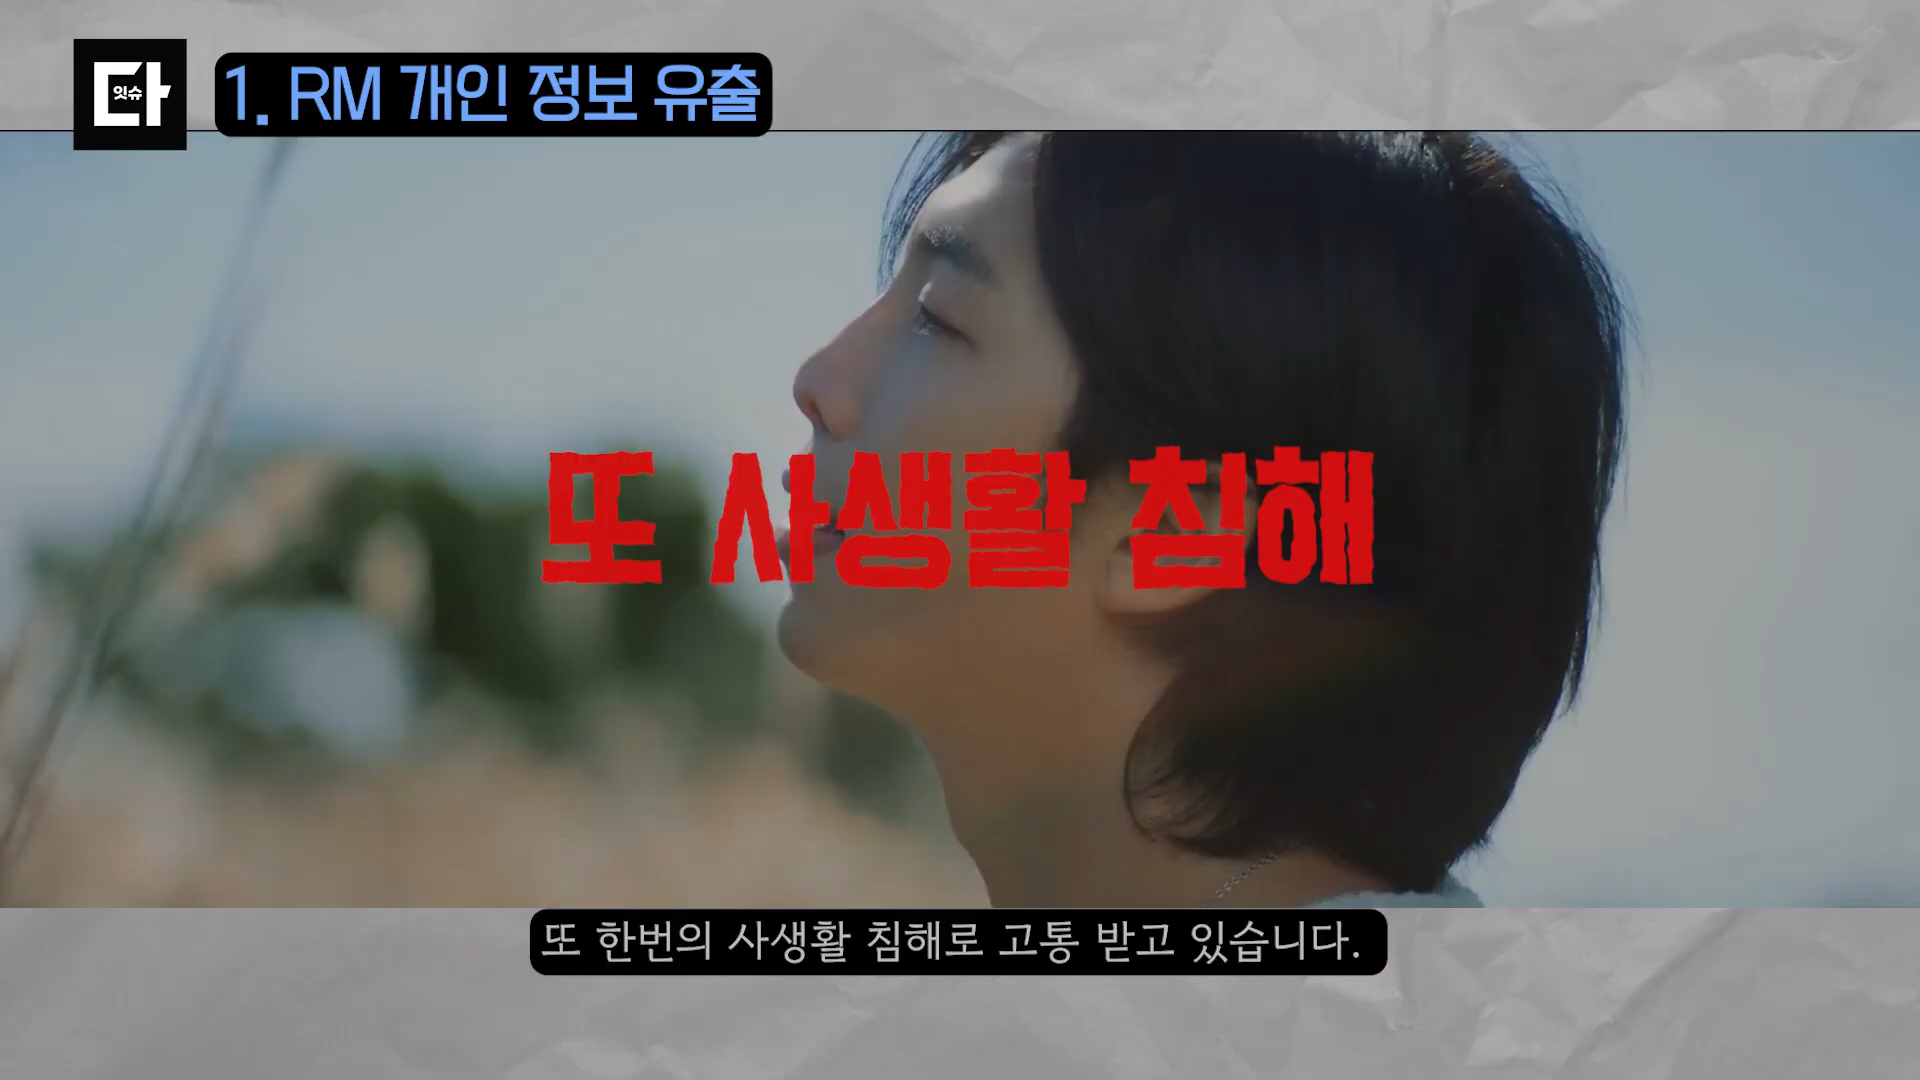 다
잇슈
1. RM 개인 정보 유출
또 사생활 침해
또 한번의 사생활 침해로 고통 받고 있습니다.